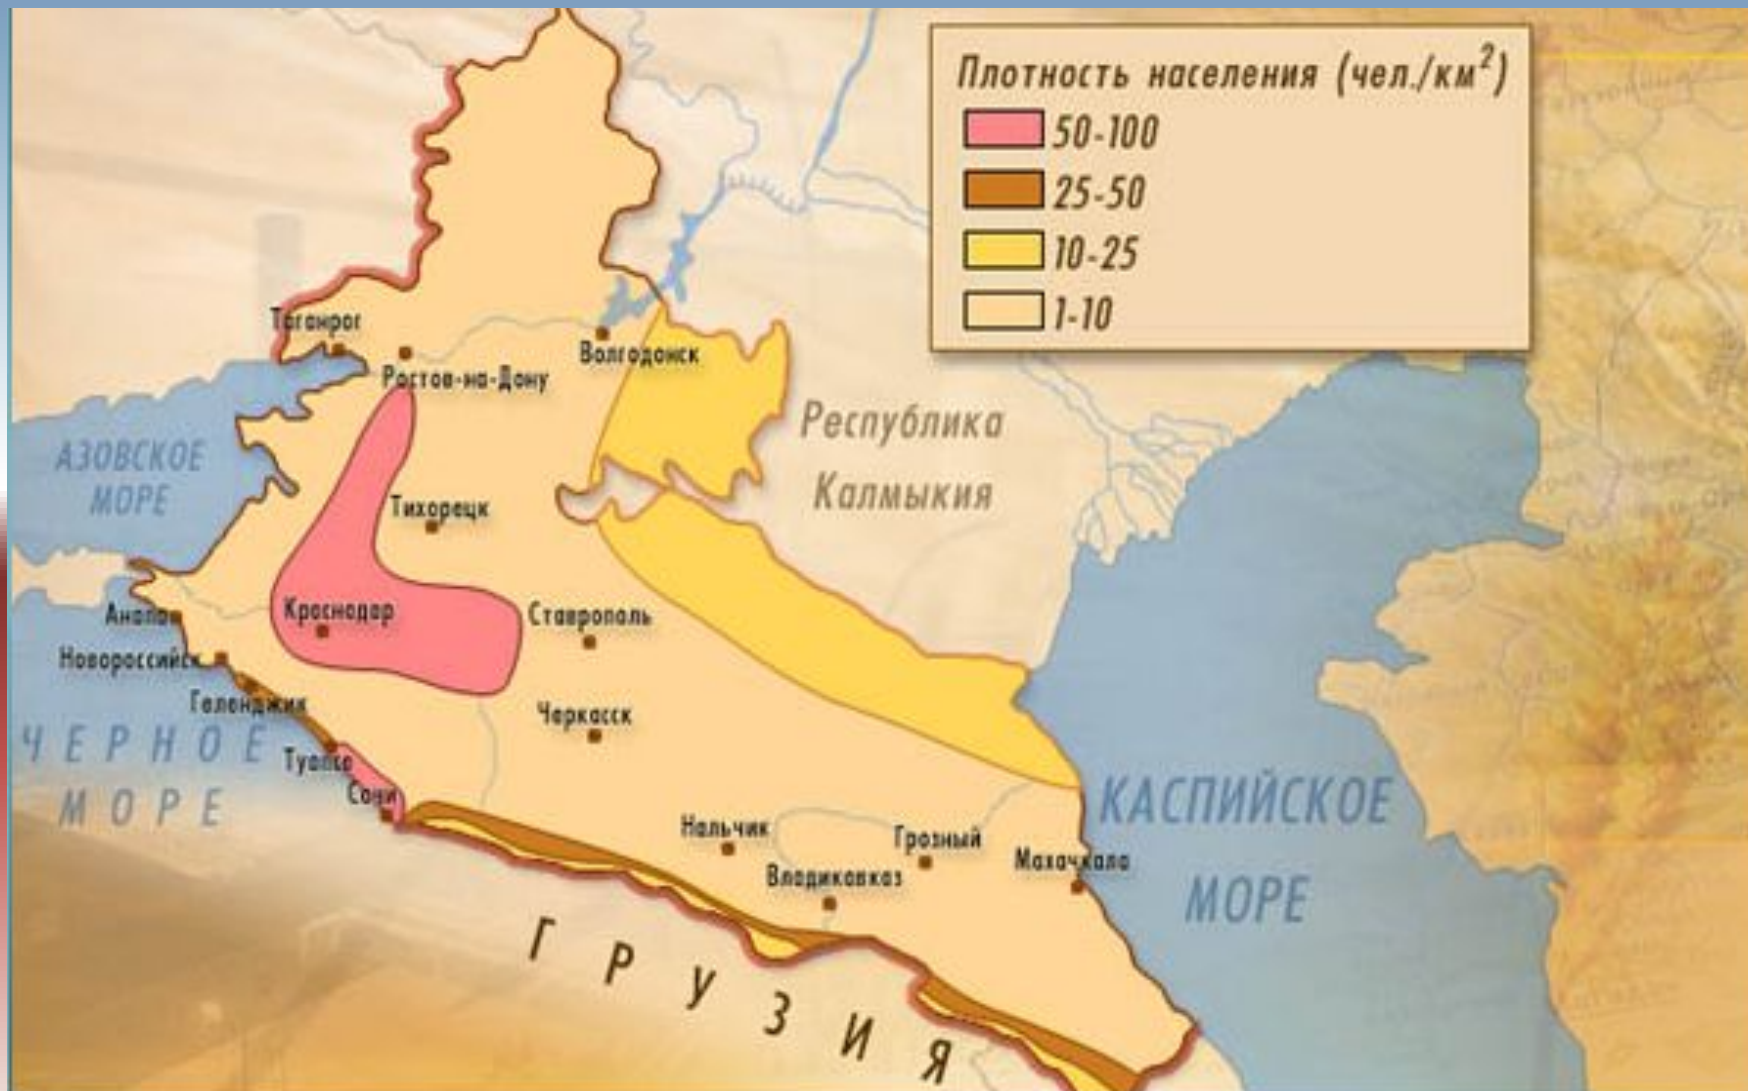 Плотность населения (чел./км²)
50-100
25-50
10-25
1-10
Таганрог
Ростов-на-Дону
Волгодонск
Республика
Калмыкия
АЗОВСКОЕ
МОРЕ
Тихорецк
Краснодар
Ставрополь
Анапа
Новороссийск
Геленджик
Черкасск
ЧЕРНОЕ
МОРЕ
Туапсе
Сочи
Нальчик
Грозный
Махачкала
Владикавказ
КАСПИЙСКОЕ
МОРЕ
ГРУЗИЯ